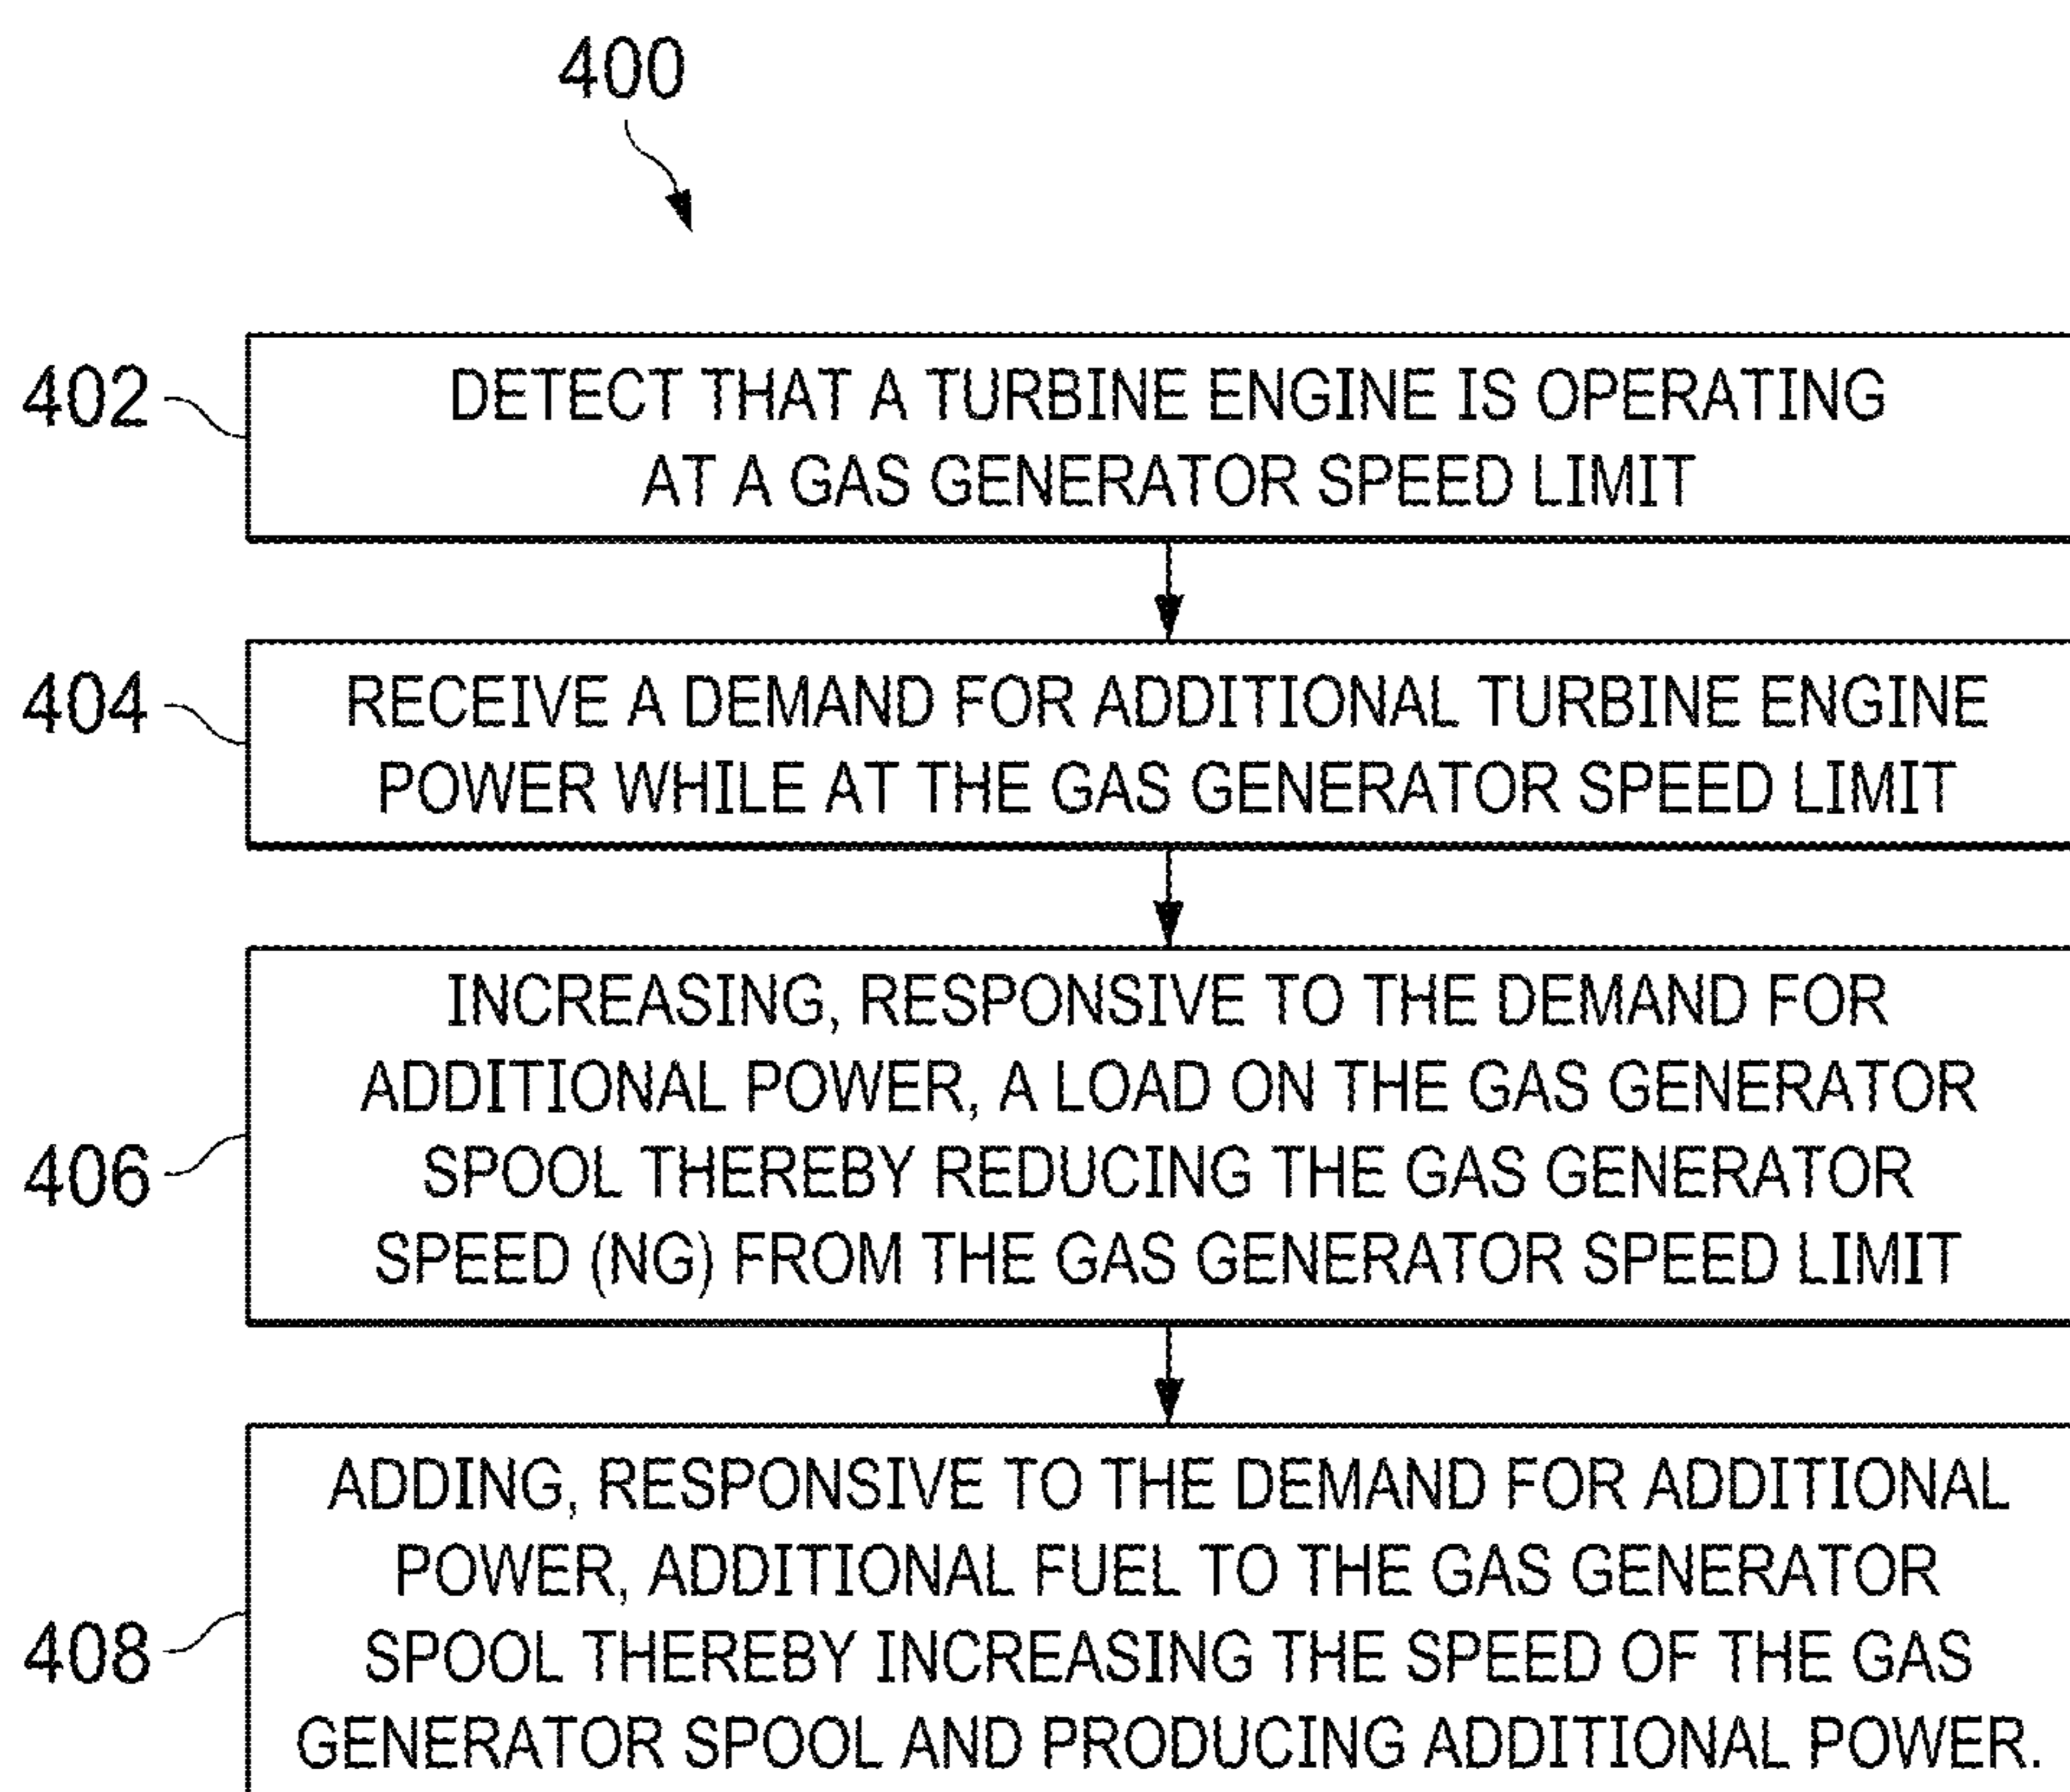 400
402
DETECT THAT A TURBINE ENGINE IS OPERATING
AT A GAS GENERATOR SPEED LIMIT
404
RECEIVE A DEMAND FOR ADDITIONAL TURBINE ENGINE
POWER WHILE AT THE GAS GENERATOR SPEED LIMIT
406
INCREASING, RESPONSIVE TO THE DEMAND FOR
ADDITIONAL POWER, A LOAD ON THE GAS GENERATOR
SPOOL THEREBY REDUCING THE GAS GENERATOR
SPEED (NG) FROM THE GAS GENERATOR SPEED LIMIT
408
ADDING, RESPONSIVE TO THE DEMAND FOR ADDITIONAL
POWER, ADDITIONAL FUEL TO THE GAS GENERATOR
SPOOL THEREBY INCREASING THE SPEED OF THE GAS
GENERATOR SPOOL AND PRODUCING ADDITIONAL POWER.